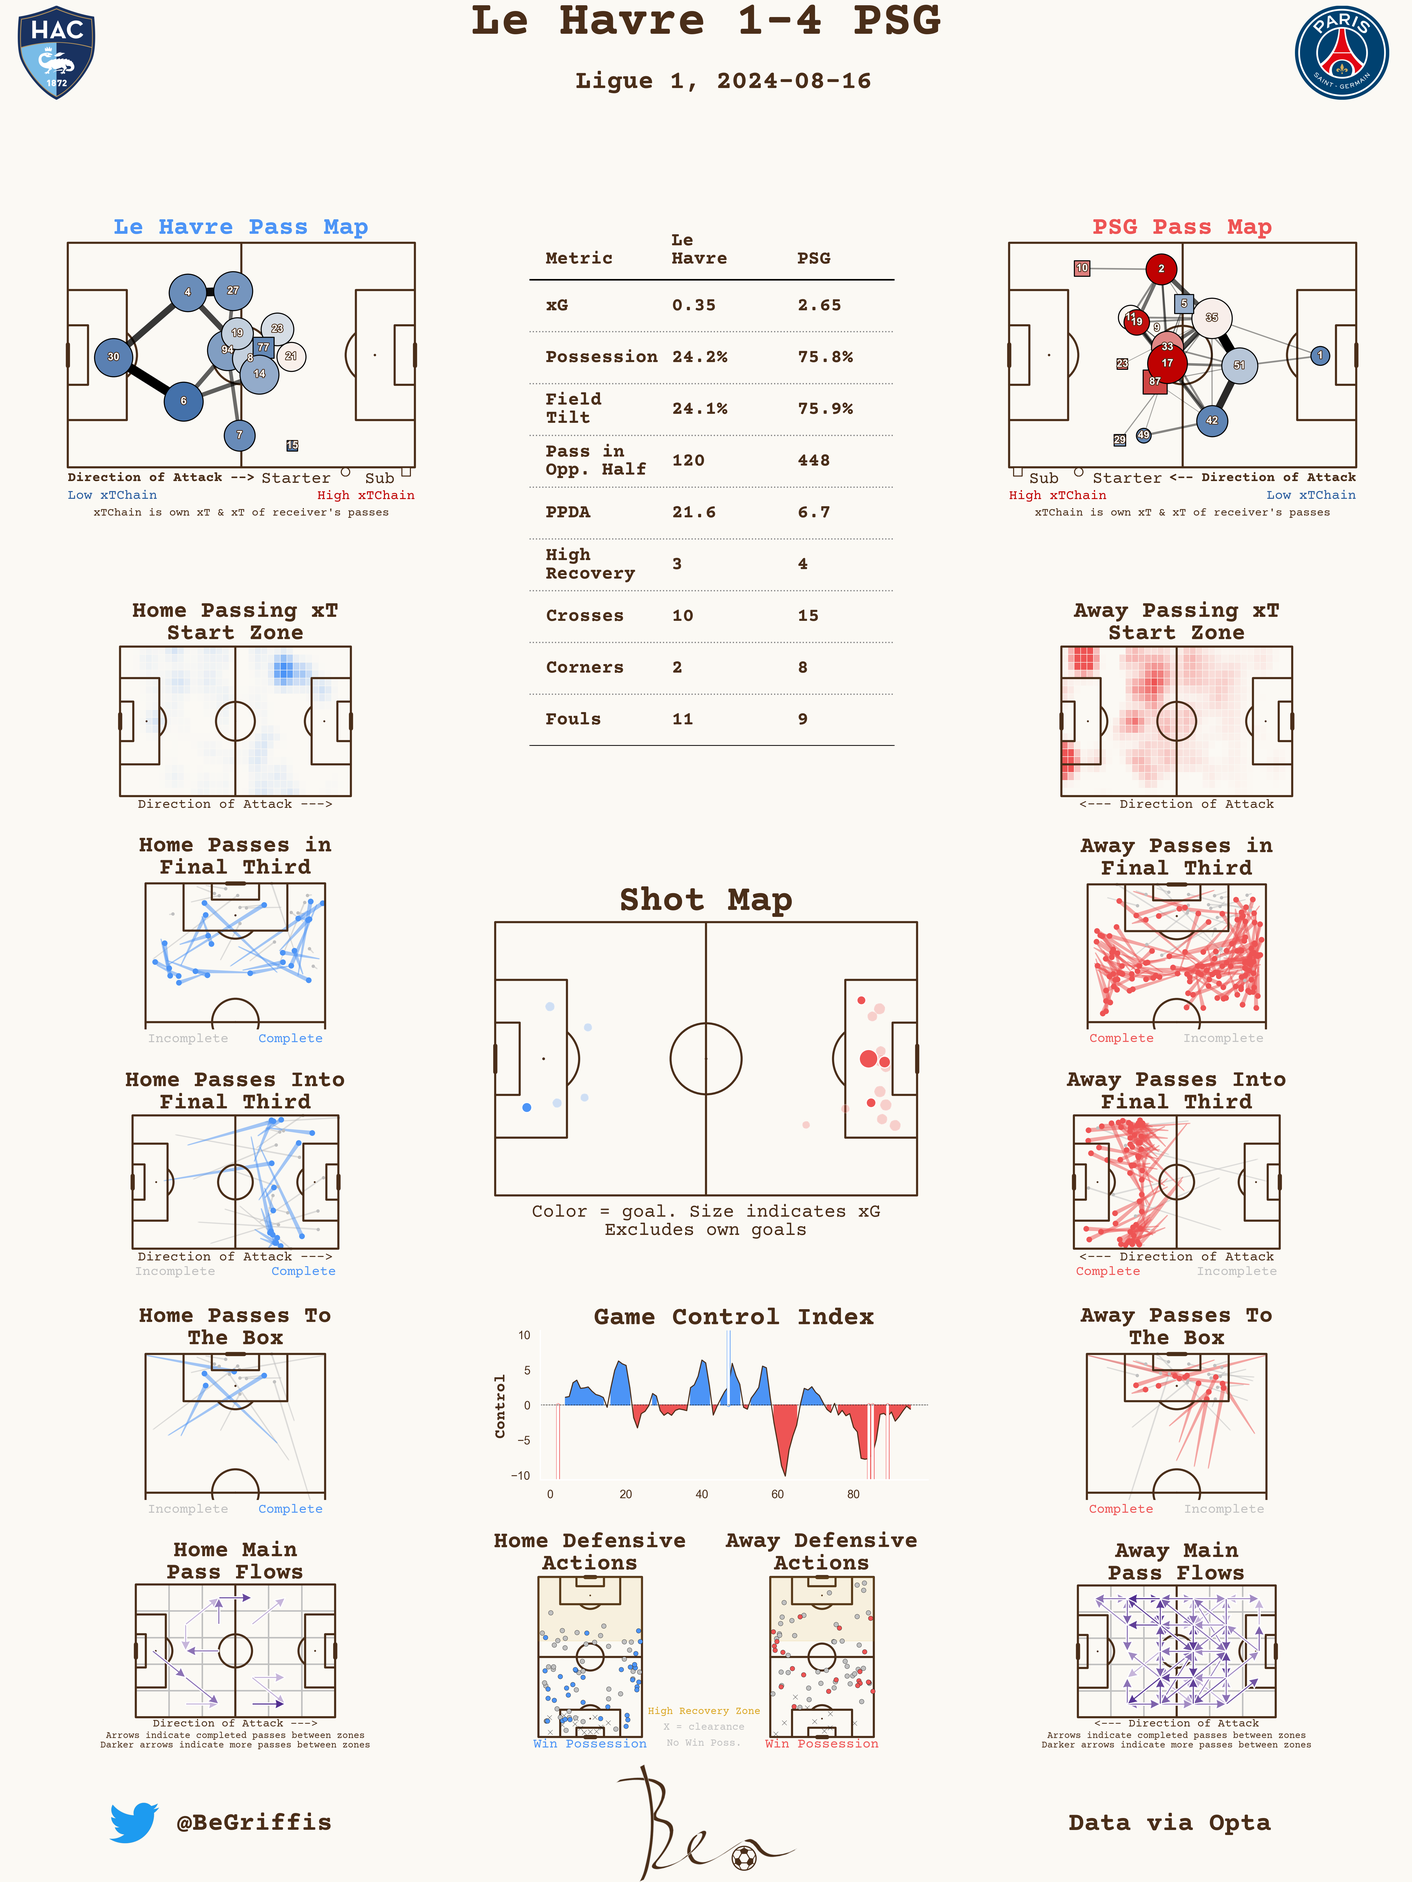 Le Havre 1-4 PSG
Ligue 1, 2024-08-16
HAC
1872
PARIS
SAINT-GERMAIN
Le Havre Pass Map
4
27
23
19
30
94
8
77
21
14
6
7
15
Direction of Attack --> Starter Sub
Low xTChain High xTChain
xTChain is own xT & xT of receiver's passes
Metric Le Havre PSG
xG 0.35 2.65
Possession 24.2% 75.8%
Field Tilt 24.1% 75.9%
Pass in Opp. Half 120 448
PPDA 21.6 6.7
High Recovery 3 4
Crosses 10 15
Corners 2 8
Fouls 11 9
PSG Pass Map
10
2
5
11
19
9
35
33
23
17
51
1
87
42
29
49
Sub Starter <-- Direction of Attack
High xTChain Low xTChain
xTChain is own xT & xT of receiver's passes
Home Passing xT
Start Zone
Direction of Attack --->
Away Passing xT
Start Zone
<--- Direction of Attack
Home Passes in
Final Third
Incomplete Complete
Away Passes in
Final Third
Complete Incomplete
Shot Map
Color = goal. Size indicates xG
Excludes own goals
Home Passes Into
Final Third
Direction of Attack --->
Incomplete Complete
Away Passes Into
Final Third
<--- Direction of Attack
Complete Incomplete
Home Passes To
The Box
Incomplete Complete
Game Control Index
Control
10
5
0
−5
−10
0 20 40 60 80
Away Passes To
The Box
Complete Incomplete
Home Main
Pass Flows
Direction of Attack --->
Arrows indicate completed passes between zones
Darker arrows indicate more passes between zones
Home Defensive
Actions
Win Possession
Away Defensive
Actions
Win Possession
High Recovery Zone
X = clearance
No Win Poss.
Away Main
Pass Flows
<--- Direction of Attack
Arrows indicate completed passes between zones
Darker arrows indicate more passes between zones
@BeGriffis
Ben
Data via Opta